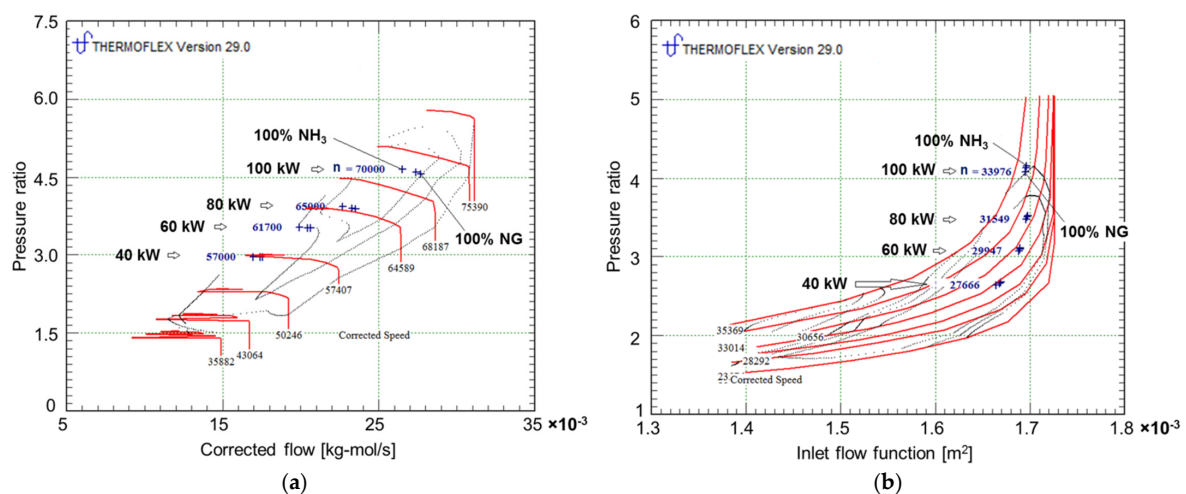 (a)
THERMOFLEX Version 29.0
7.5
6.0
4.5
3.0
1.5
0
Pressure ratio
100% NH₃
100 kW ⇨ n = 70000
80 kW ⇨ 65000
60 kW ⇨ 61700
40 kW ⇨ 57000
100% NG
75390
68187
64589
57407
50246
43064
35882
Corrected Speed
5 15 25 35 ×10⁻³
Corrected flow [kg-mol/s]
(a)
(b)
THERMOFLEX Version 29.0
6
5
4
3
2
1
Pressure ratio
100% NH₃
100 kW ⇨ n = 33976
80 kW ⇨ 31549
60 kW ⇨ 29947
40 kW ⇨ 27666
100% NG
35369
33014
30656
28292
Corrected Speed
1.3 1.4 1.5 1.6 1.7 1.8 ×10⁻³
Inlet flow function [m²]
(b)